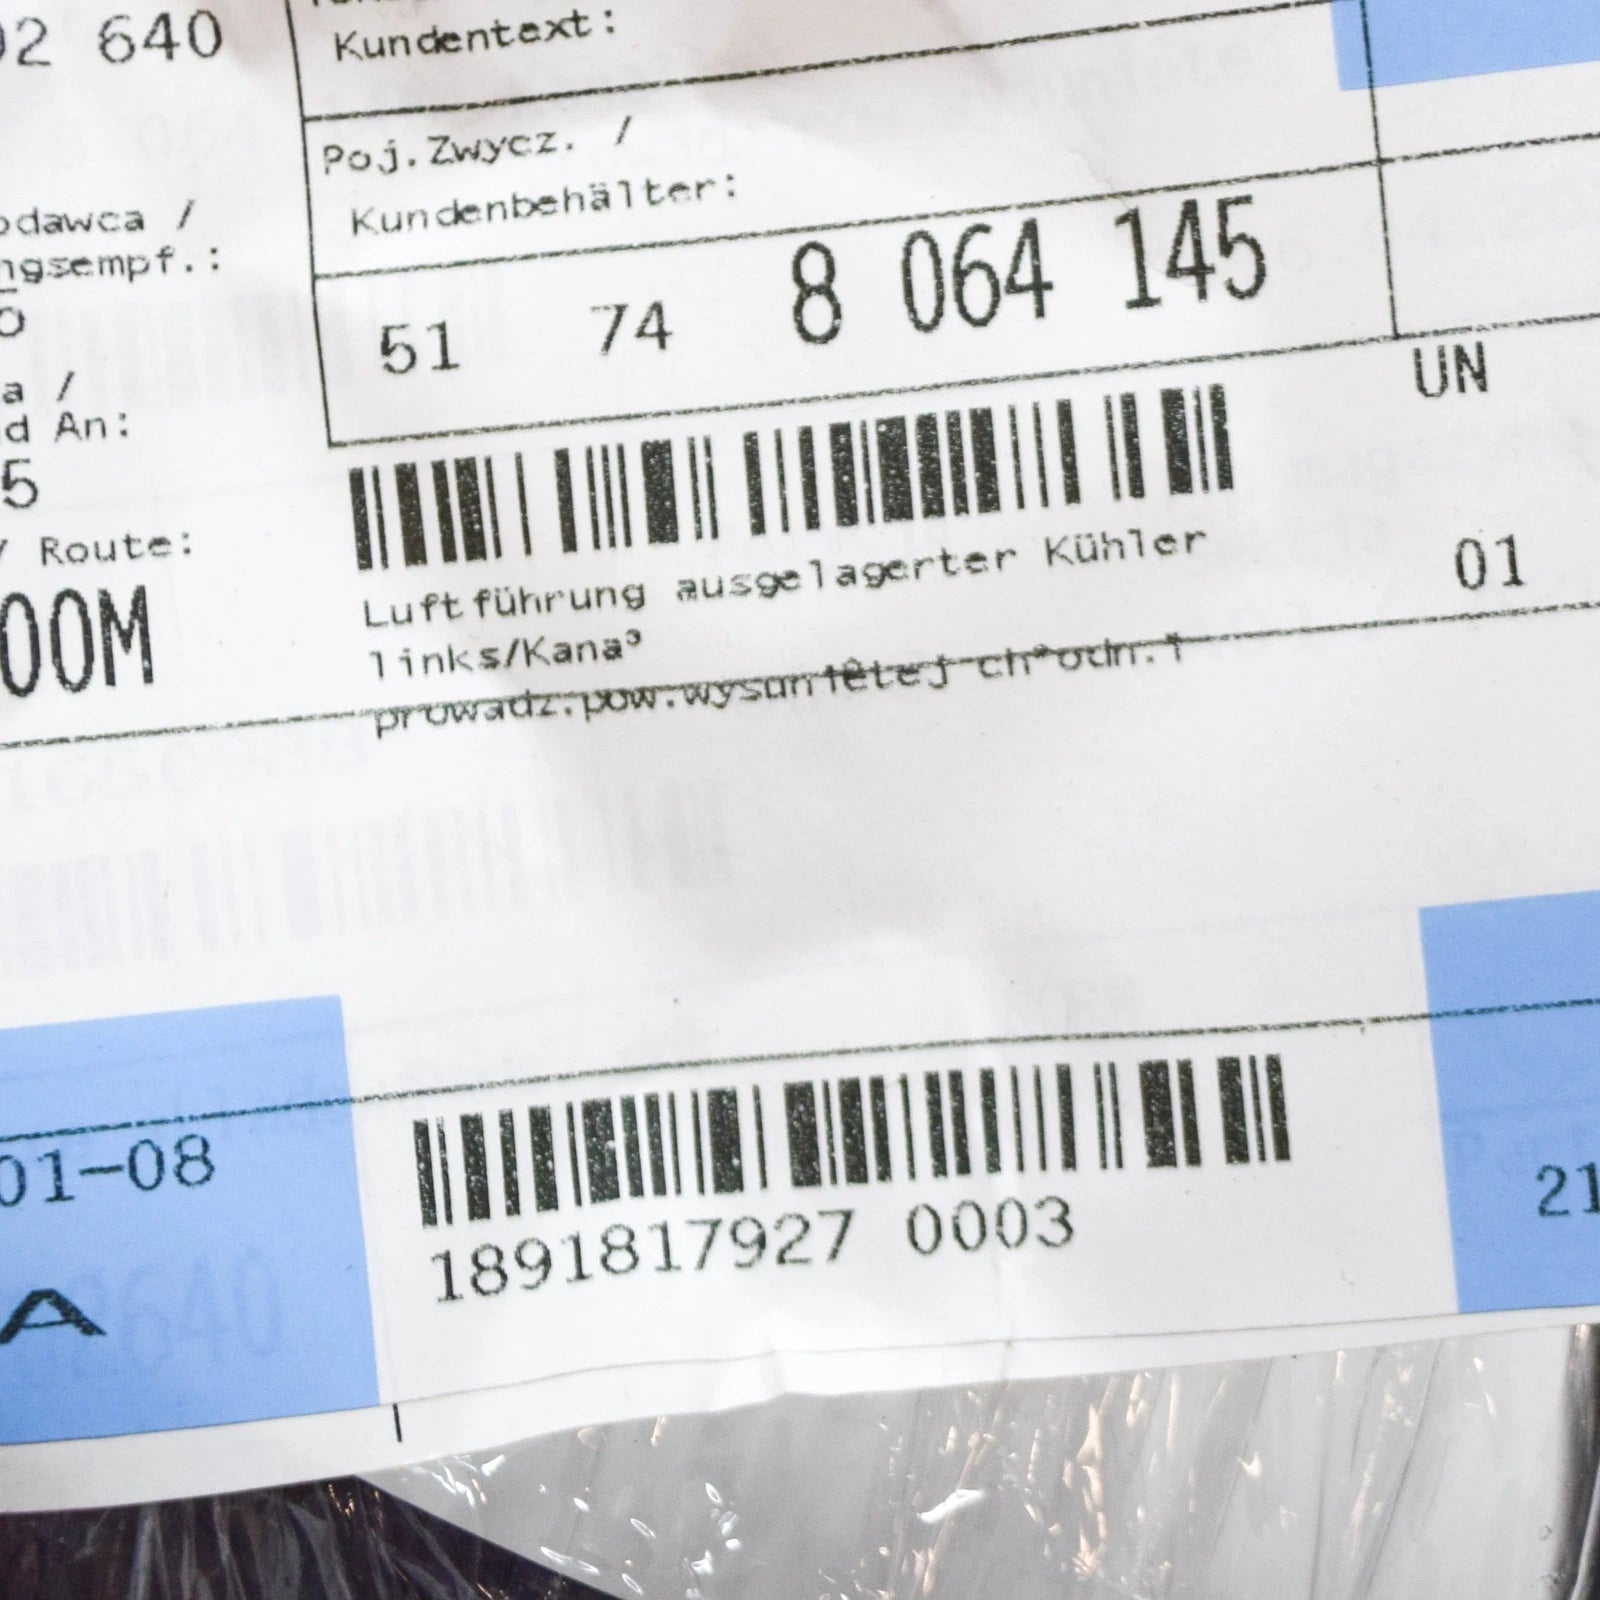 02 640
Kundentext:
Poj.Zwycz. /
Kundenbehälter:
odawca /
ngsempf.:
51 74 8 064 145
a /
d An:
5
UN
/ Route:
00M
Luftführung ausgelagerter Kühler
links/Kana³
prowadz.pow.wysuniêtej ch³odn.l
01
01-08
A
1891817927 0003
21